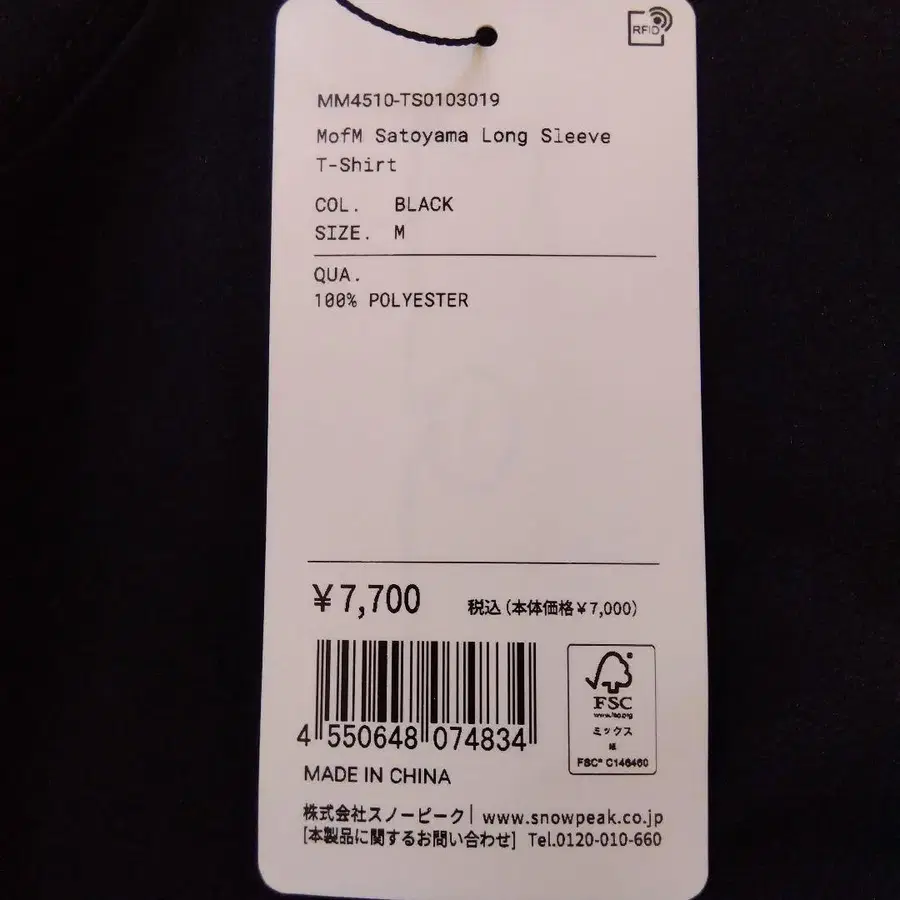 RFID
MM4510-TS0103019
MofM Satoyama Long Sleeve
T-Shirt
COL. BLACK
SIZE. M
QUA.
100% POLYESTER
¥7,700 税込(本体価格¥7,000)
4 550648 074834
FSC
www.fsc.org
ミックス
紙
FSC® C146460
MADE IN CHINA
株式会社スノーピーク| www.snowpeak.co.jp
[本製品に関するお問い合わせ] Tel.0120-010-660